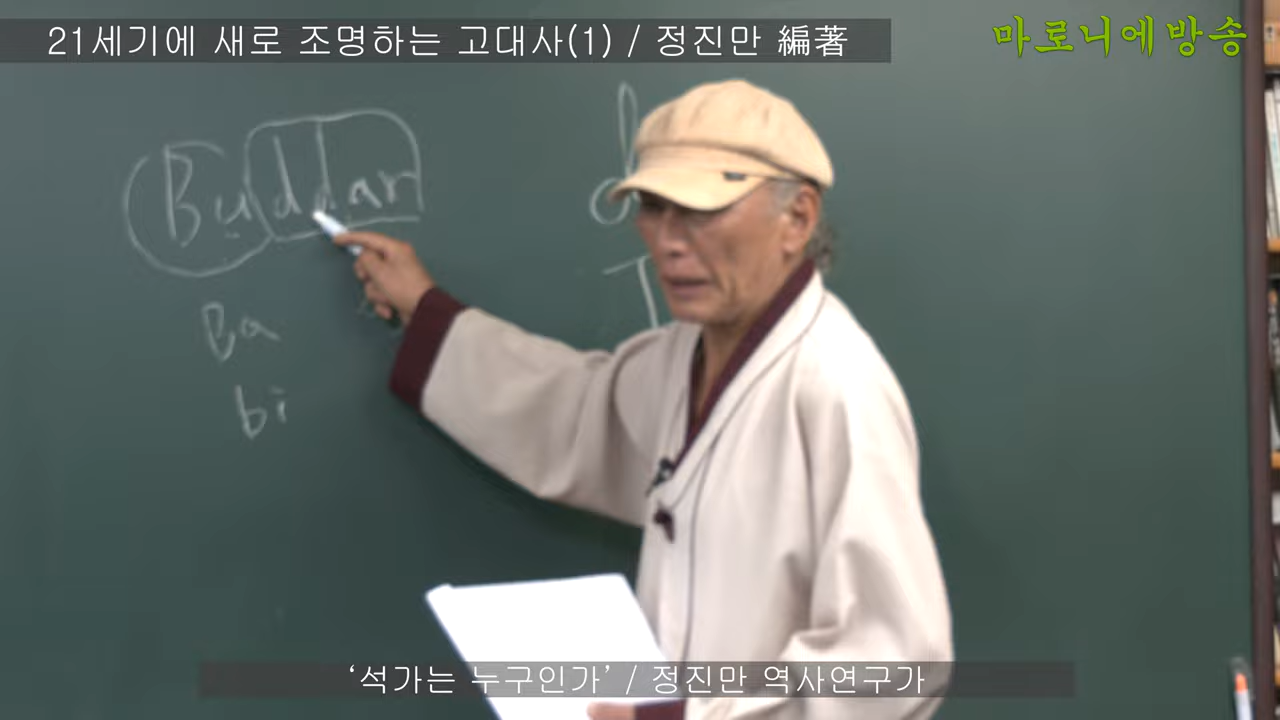 21세기에 새로 조명하는 고대사(1) / 정진만 編著
마로니에방송
Buddar
Ba
bi
‘석가는 누구인가’ / 정진만 역사연구가